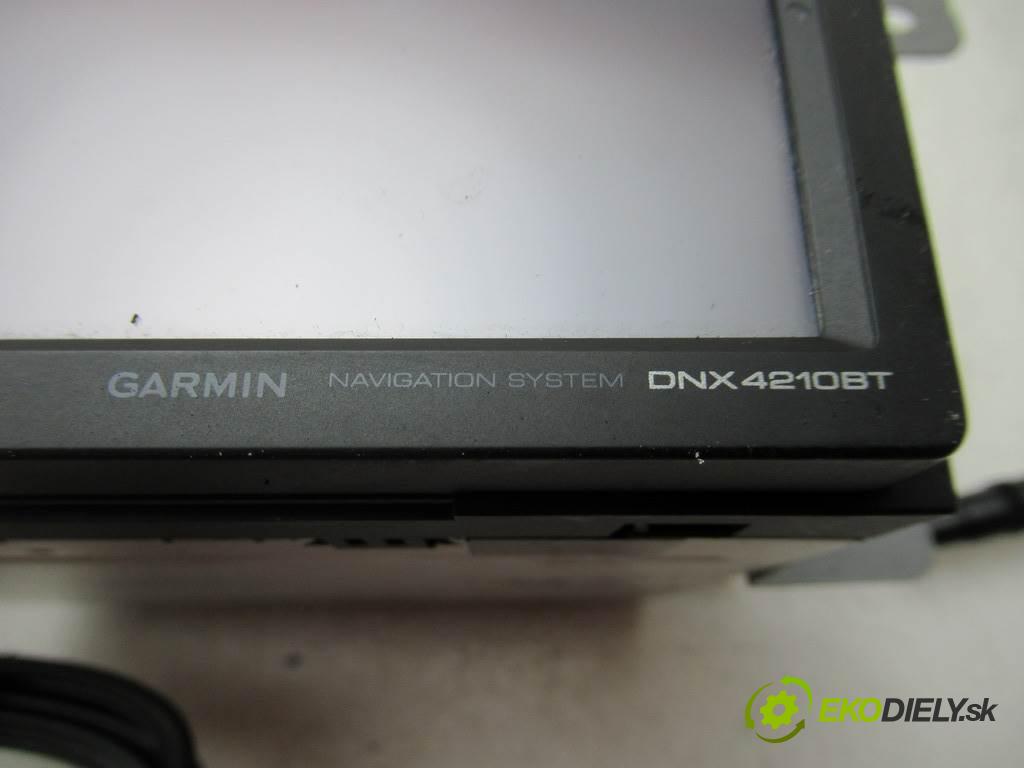 GARMIN NAVIGATION SYSTEM DNX4210BT
EKODIELY.sk